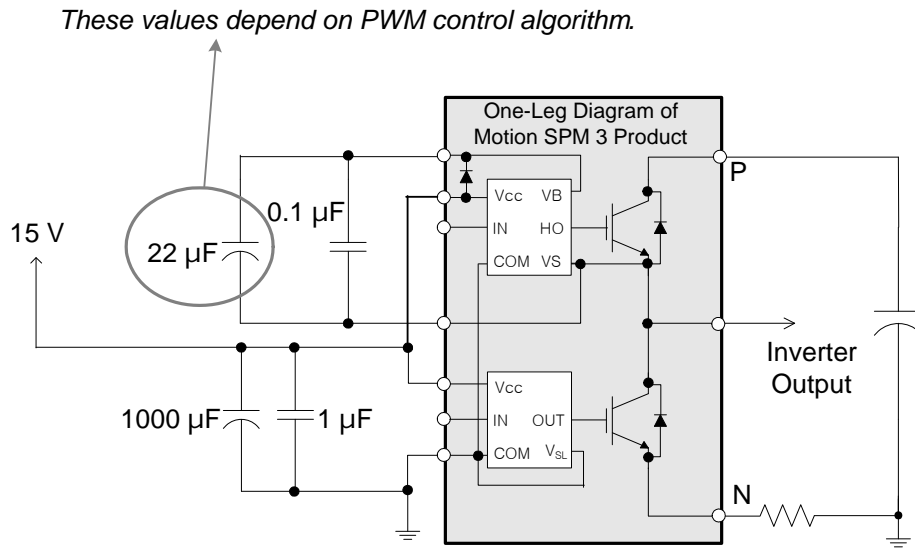 These values depend on PWM control algorithm.
One-Leg Diagram of
Motion SPM 3 Product
P
Vcc
VB
0.1 µF
15 V
22 µF
IN
HO
COM
VS
Inverter
Output
Vcc
1000 µF
1 µF
IN
OUT
COM
VSL
N